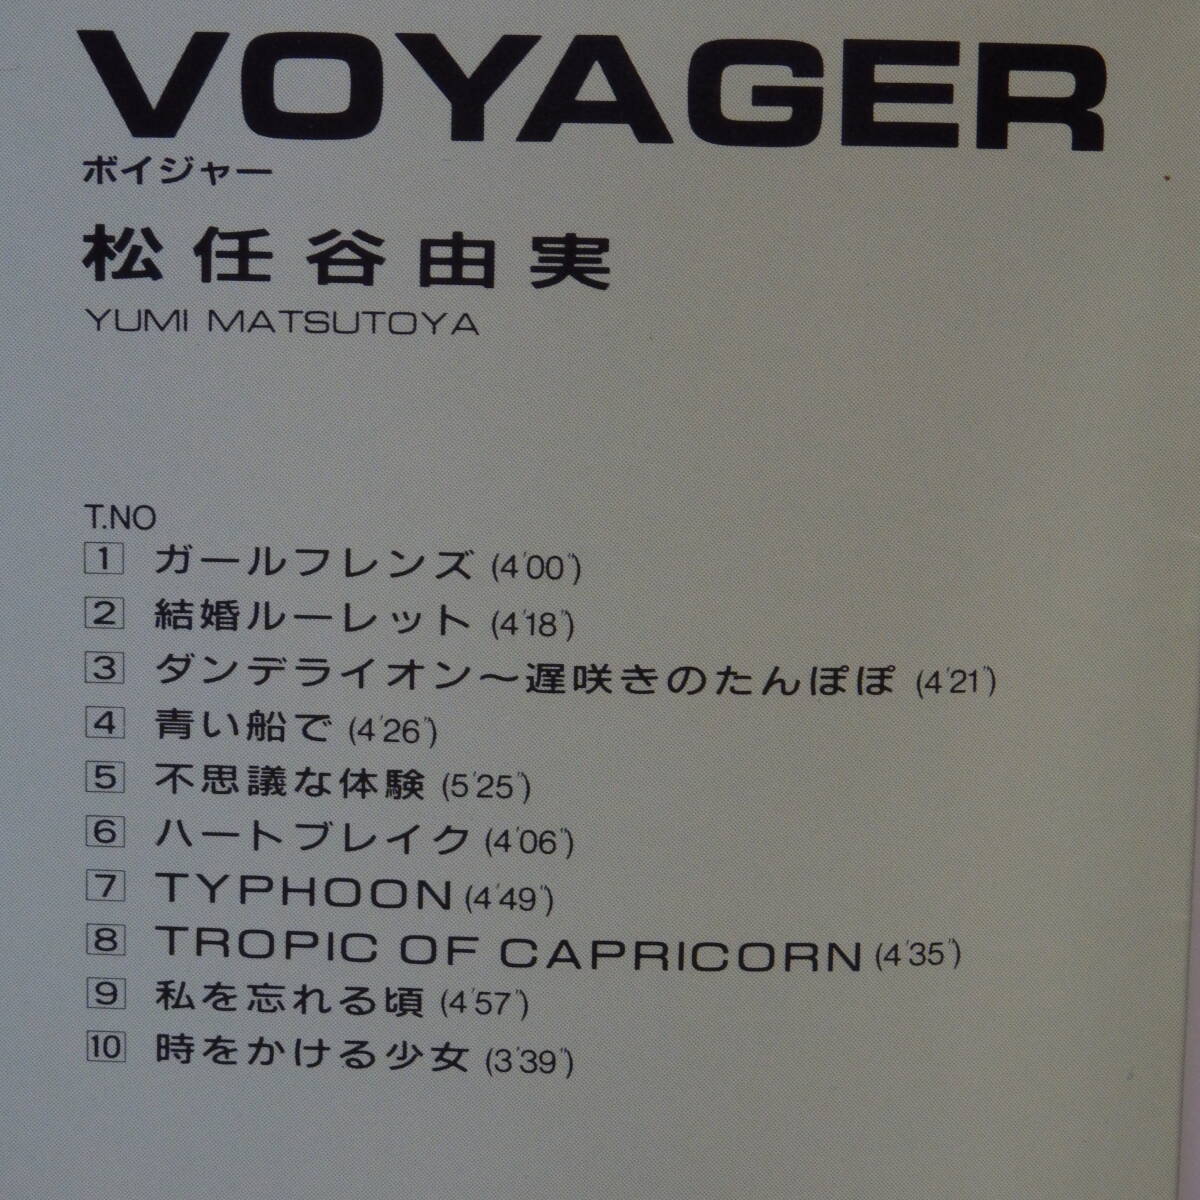 VOYAGER
ボイジャー
松任谷由実
YUMI MATSUTOYA
T.NO
1 ガールフレンズ (4'00")
2 結婚ルーレット (4'18")
3 ダンデライオン～遅咲きのたんぽぽ (4'21")
4 青い船で (4'26")
5 不思議な体験 (5'25")
6 ハートブレイク (4'06")
7 TYPHOON (4'49")
8 TROPIC OF CAPRICORN (4'35")
9 私を忘れる頃 (4'57")
10 時をかける少女 (3'39")